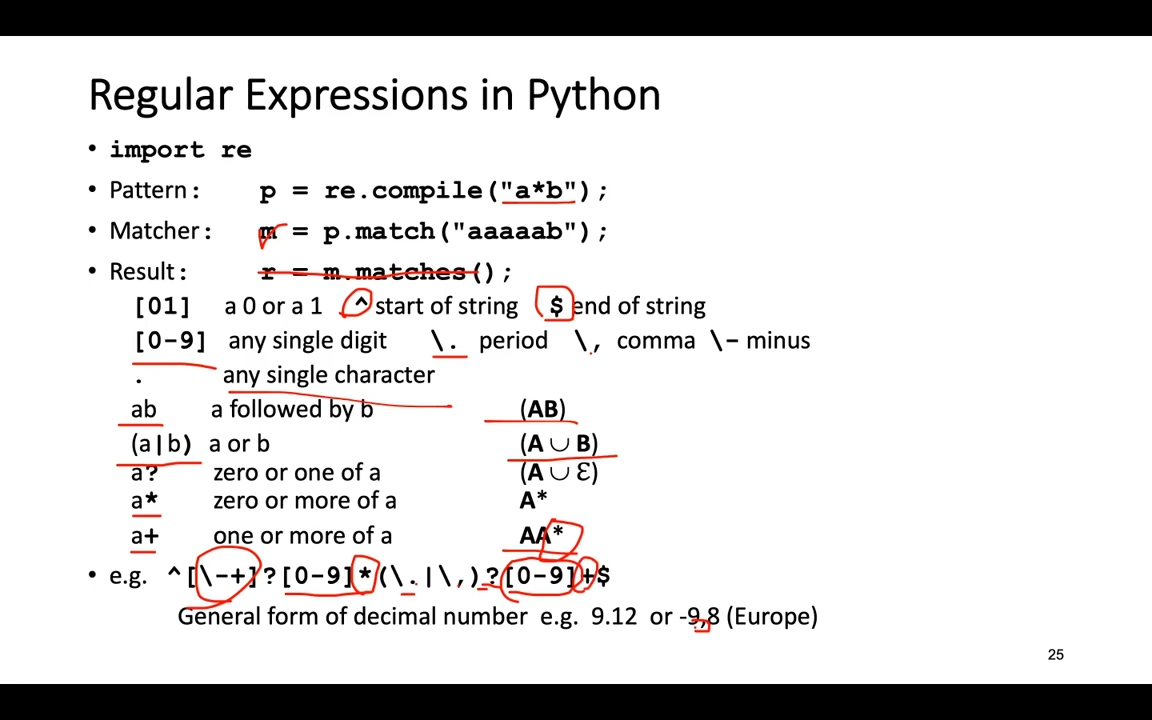 Regular Expressions in Python
• import re
• Pattern: p = re.compile("a*b");
• Matcher: m = p.match("aaaaab");
• Result: r = m.matches();
[01] a 0 or a 1 ^ start of string $ end of string
[0-9] any single digit \. period \, comma \- minus
. any single character
ab a followed by b (AB)
(a|b) a or b (A ∪ B)
a? zero or one of a (A ∪ Ɛ)
a* zero or more of a A*
a+ one or more of a AA*
• e.g. ^[\-+]?[0-9]*(\.|\,)?[0-9]+$
General form of decimal number e.g. 9.12 or -9,8 (Europe)
25